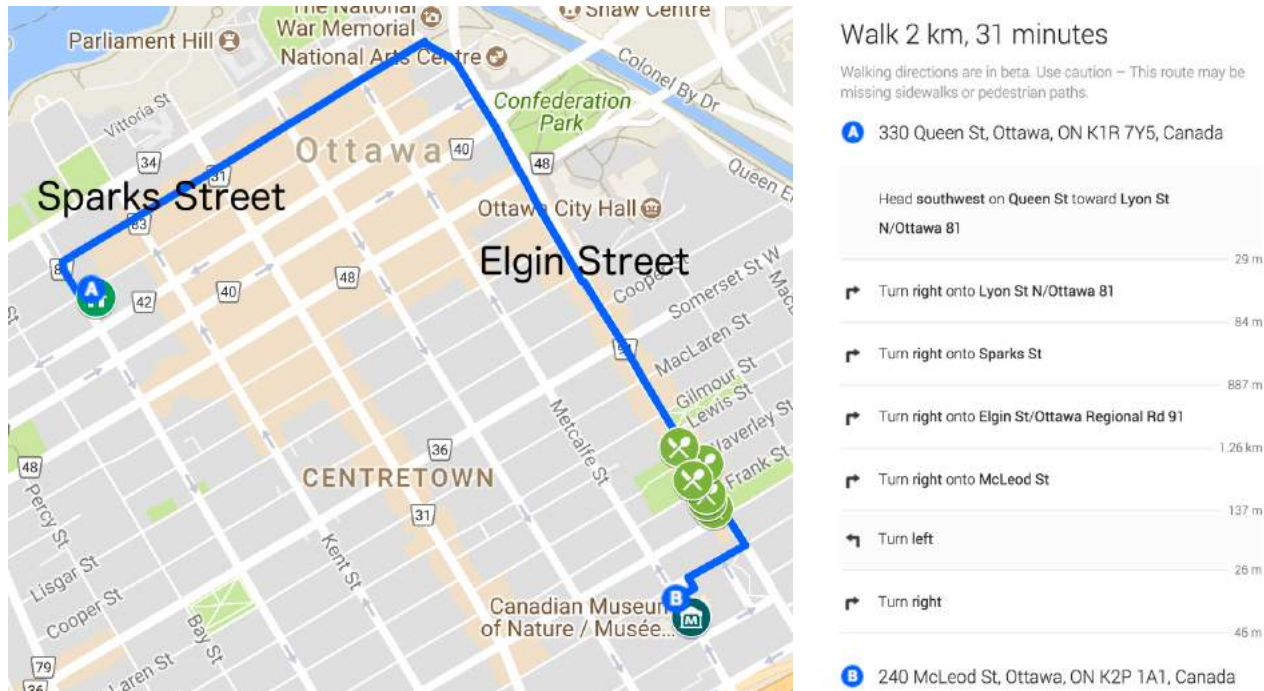 The National
War Memorial
Shaw Centre
Parliament Hill
National Arts Centre
Colonel By Dr
Confederation
Park
Vittoria St
Ottawa
40
34
48
31
Queen
Sparks Street
Ottawa City Hall
83
Elgin Street
Cooper
Somerset St W
A
42
40
48
MacLaren St
Gilmour St
Lewis St
Waverley St
Metcalfe St
36
Frank St
48
CENTRETOWN
31
Percy St
Kent St
Lisgar St
Cooper St
Bay St
B
Canadian Museum
of Nature / Musée...
M
79
86
aren St
Walk 2 km, 31 minutes
Walking directions are in beta. Use caution – This route may be
missing sidewalks or pedestrian paths.
A 330 Queen St, Ottawa, ON K1R 7Y5, Canada
Head southwest on Queen St toward Lyon St
N/Ottawa 81
29 m
Turn right onto Lyon St N/Ottawa 81
84 m
Turn right onto Sparks St
887 m
Turn right onto Elgin St/Ottawa Regional Rd 91
1.26 km
Turn right onto McLeod St
137 m
Turn left
26 m
Turn right
46 m
B 240 McLeod St, Ottawa, ON K2P 1A1, Canada